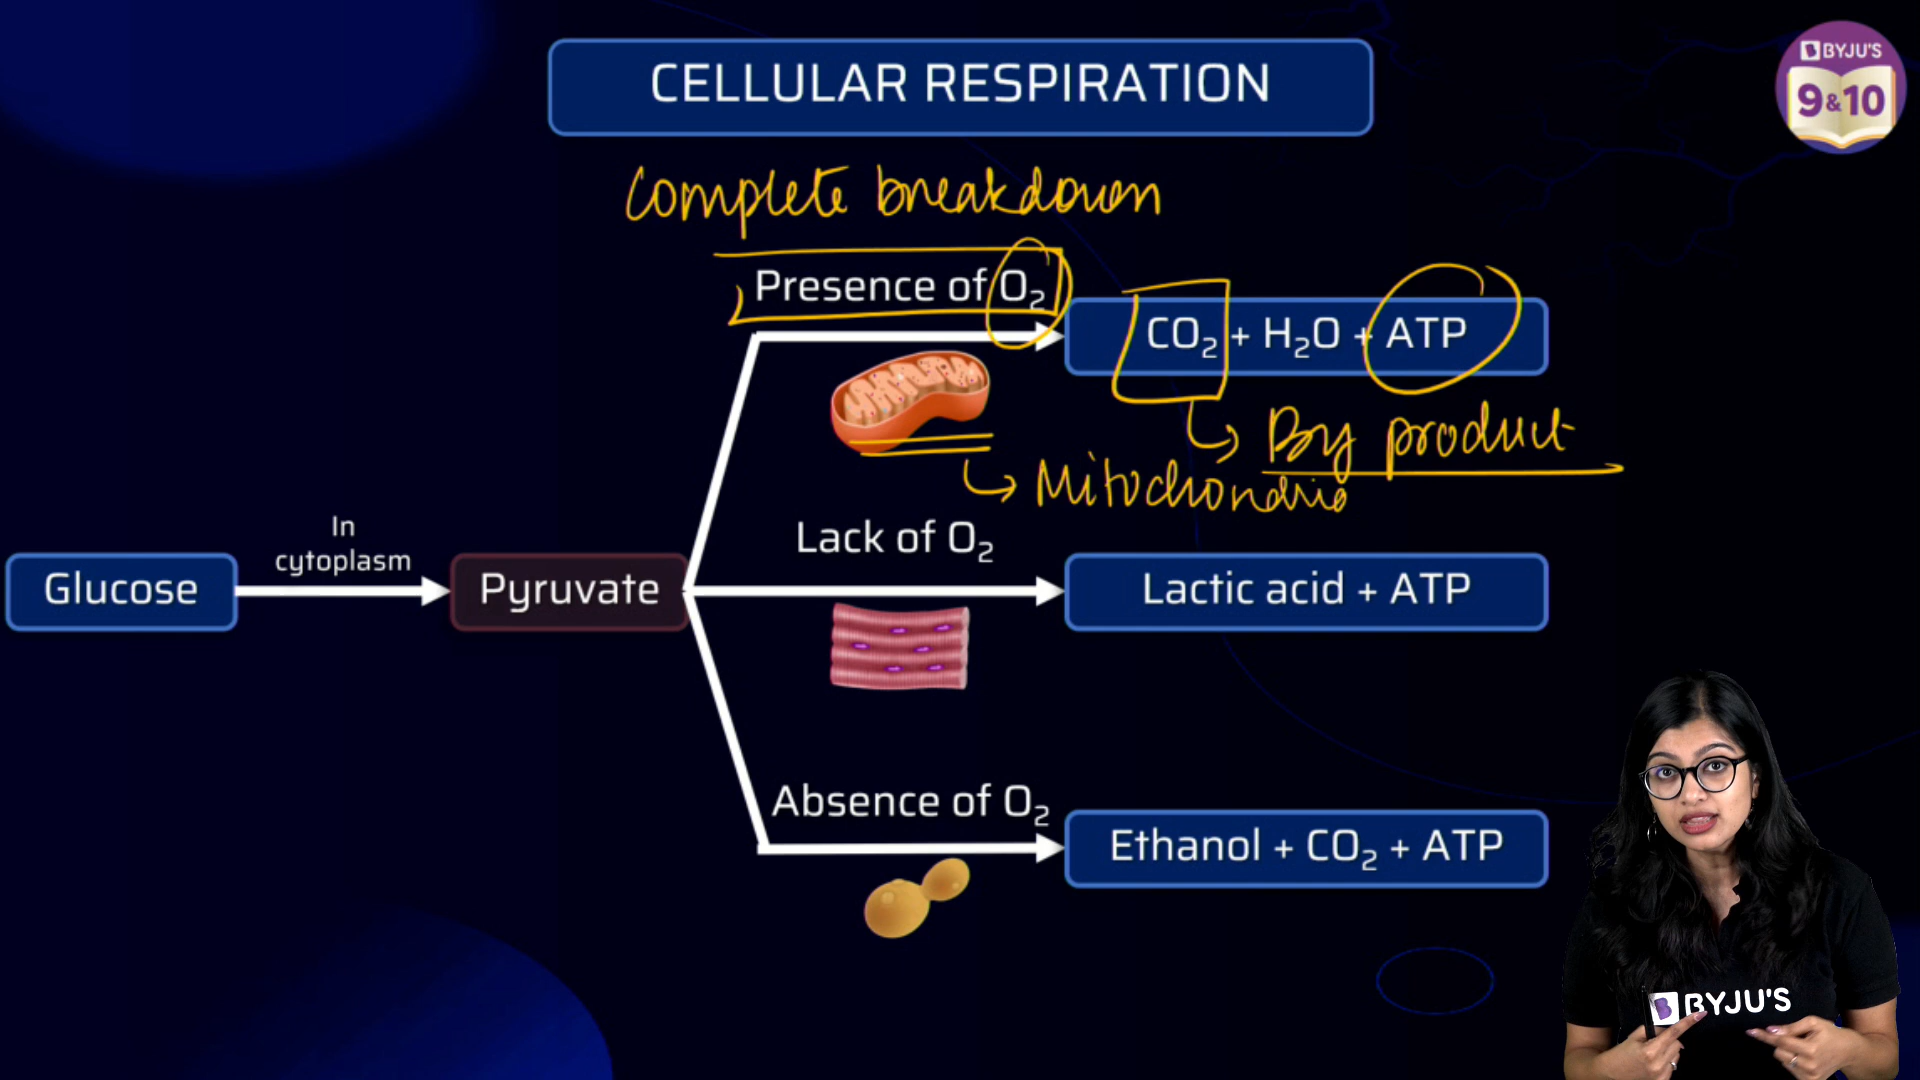 CELLULAR RESPIRATION
BYJU'S
9&10
Complete breakdown
Presence of O₂
CO₂ + H₂O + ATP
By product
Mitochondria
In
cytoplasm
Lack of O₂
Glucose
Pyruvate
Lactic acid + ATP
Absence of O₂
Ethanol + CO₂ + ATP
B BYJU'S